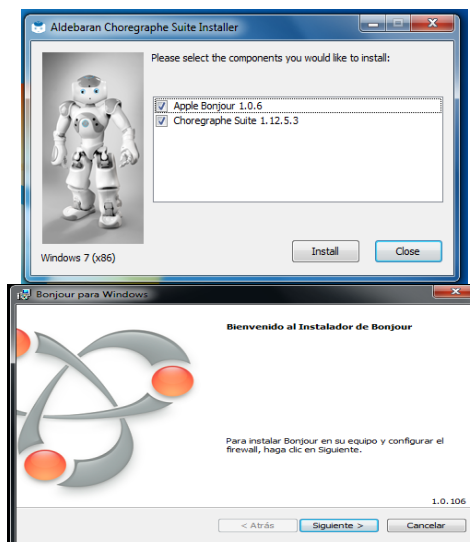 Aldebaran Choregraphe Suite Installer
Please select the components you would like to install:
Apple Bonjour 1.0.6
Choregraphe Suite 1.12.5.3
Windows 7 (x86)
Install
Close
Bonjour para Windows
Bienvenido al Instalador de Bonjour
Para instalar Bonjour en su equipo y configurar el
firewall, haga clic en Siguiente.
1.0.106
< Atrás
Siguiente >
Cancelar